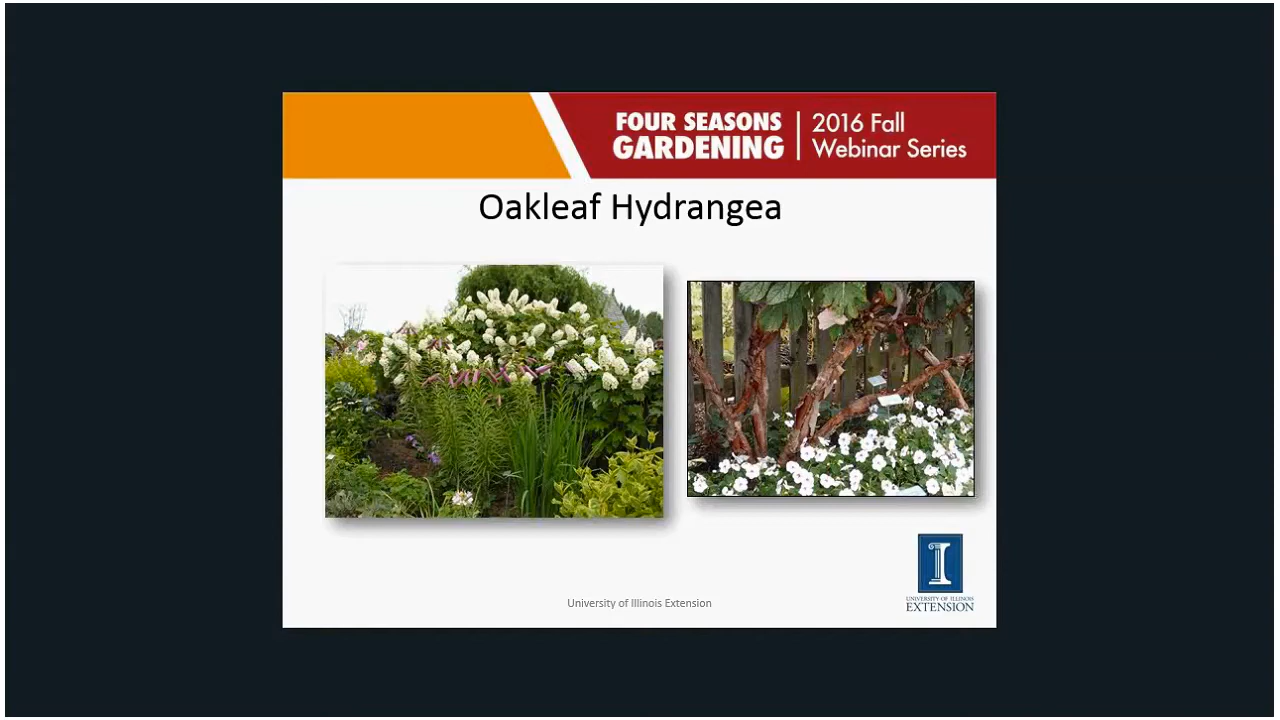 FOUR SEASONS
GARDENING
2016 Fall
Webinar Series
Oakleaf Hydrangea
University of Illinois Extension
I
UNIVERSITY OF ILLINOIS
EXTENSION